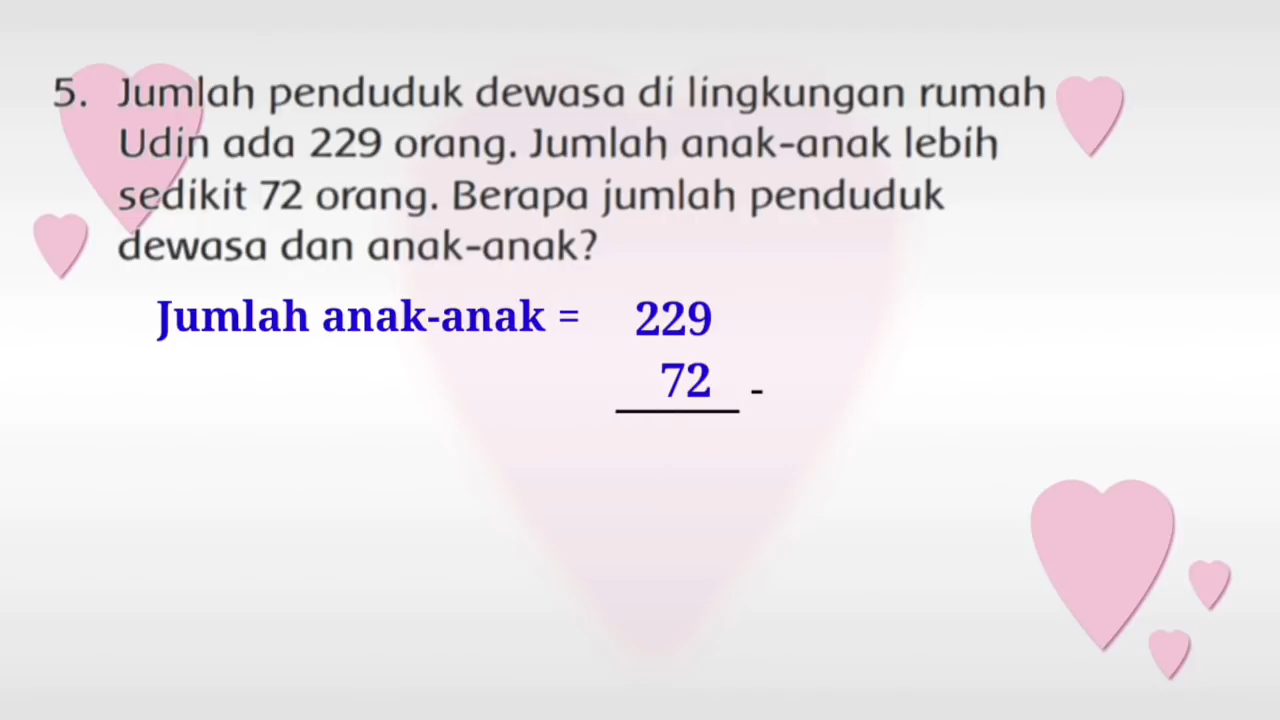 5. Jumlah penduduk dewasa di lingkungan rumah
Udin ada 229 orang. Jumlah anak-anak lebih
sedikit 72 orang. Berapa jumlah penduduk
dewasa dan anak-anak?
Jumlah anak-anak = 229
72 -